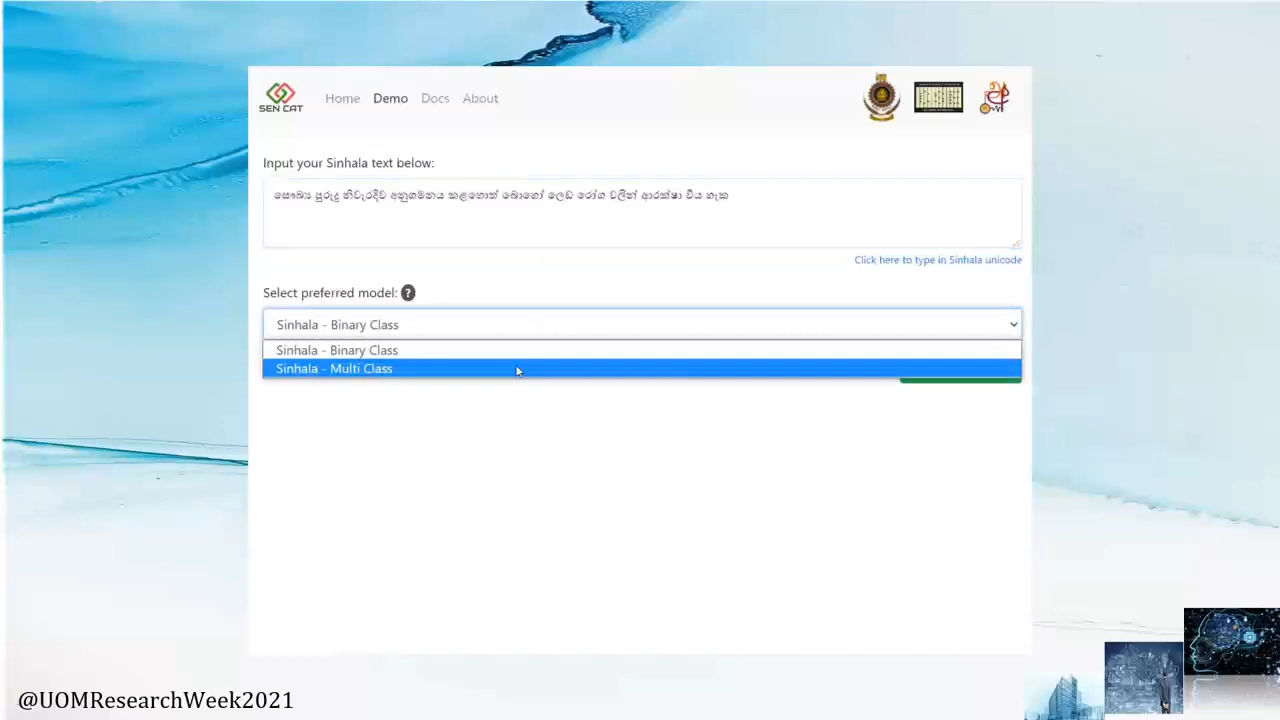 SEN CAT
Home Demo Docs About
Input your Sinhala text below:
සෞඛ්‍ය පුරුදු නිවැරදිව අනුගමනය කළහොත් බොහෝ ලෙඩ රෝග වලින් ආරක්ෂා විය හැක
Click here to type in Sinhala unicode
Select preferred model: ?
Sinhala - Binary Class
Sinhala - Binary Class
Sinhala - Multi Class
@UOMResearchWeek2021